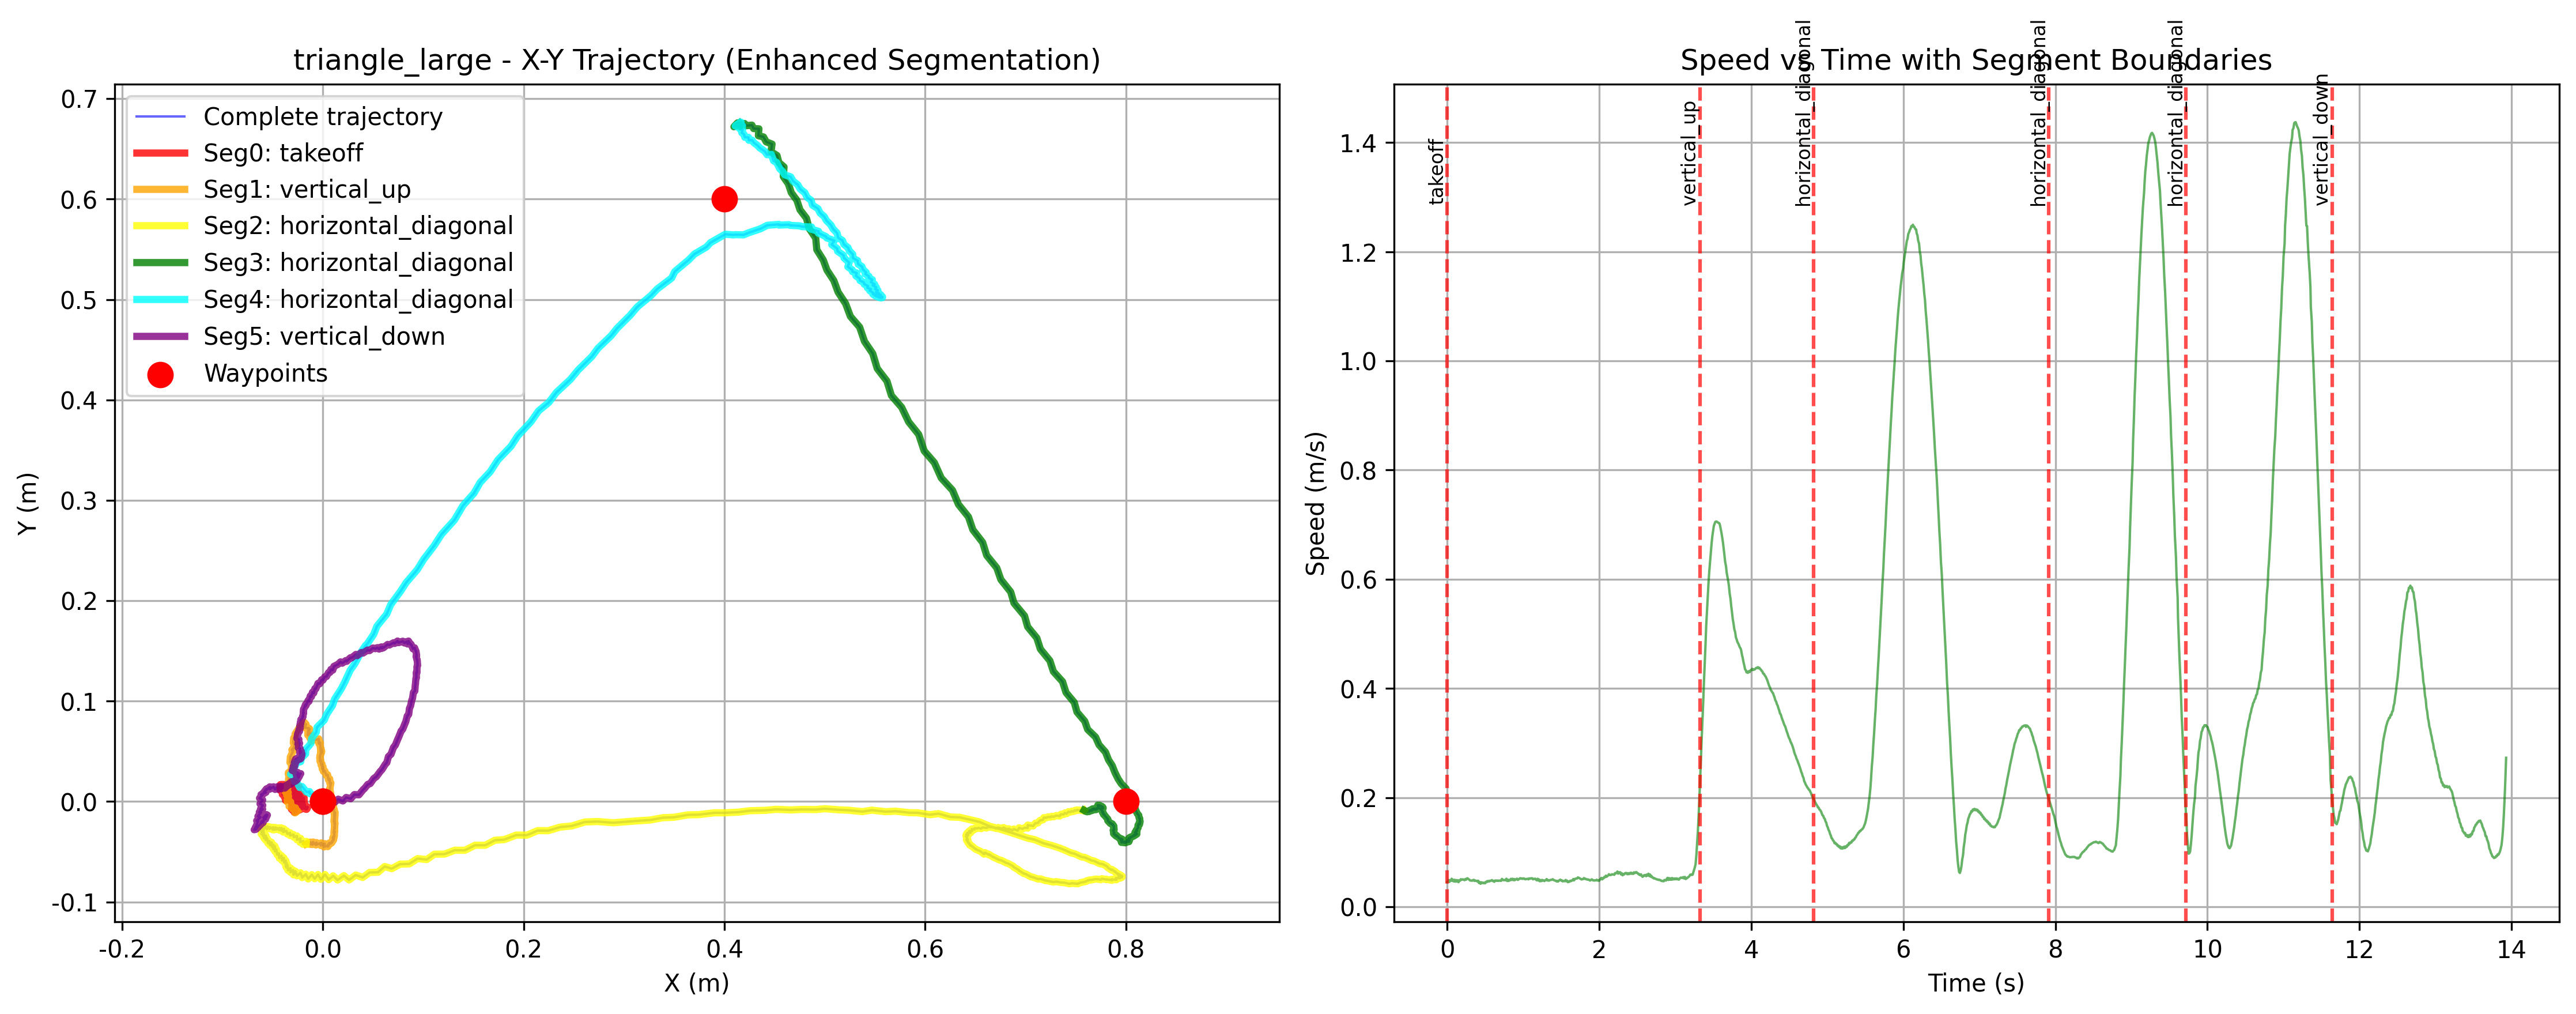 triangle_large - X-Y Trajectory (Enhanced Segmentation)
Complete trajectory
Seg0: takeoff
Seg1: vertical_up
Seg2: horizontal_diagonal
Seg3: horizontal_diagonal
Seg4: horizontal_diagonal
Seg5: vertical_down
Waypoints
Y (m)
0.7
0.6
0.5
0.4
0.3
0.2
0.1
0.0
-0.1
-0.2
0.0
0.2
0.4
0.6
0.8
X (m)
Speed vs Time with Segment Boundaries
takeoff
vertical_up
horizontal_diagonal
horizontal_diagonal
horizontal_diagonal
vertical_down
Speed (m/s)
1.4
1.2
1.0
0.8
0.6
0.4
0.2
0.0
0
2
4
6
8
10
12
14
Time (s)